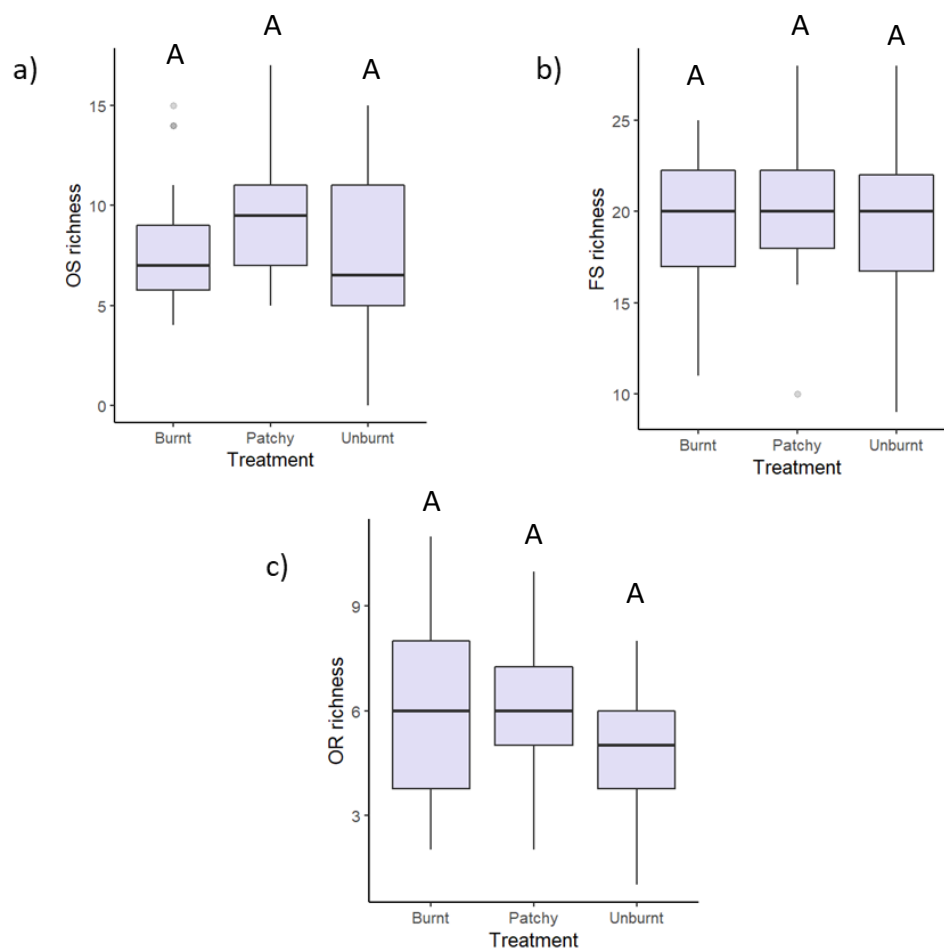 a)
A
A
A
OS richness
15
10
5
0
Burnt
Patchy
Unburnt
Treatment
b)
A
A
A
FS richness
25
20
15
10
Burnt
Patchy
Unburnt
Treatment
c)
A
A
A
OR richness
9
6
3
Burnt
Patchy
Unburnt
Treatment